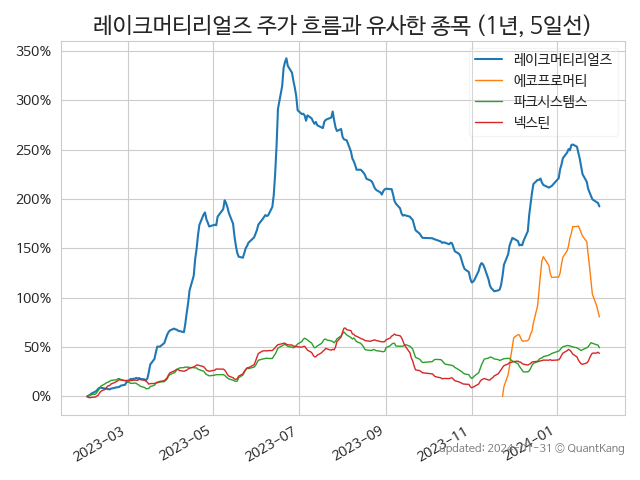 레이크머티리얼즈 주가 흐름과 유사한 종목 (1년, 5일선)
350%
300%
250%
200%
150%
100%
50%
0%
레이크머티리얼즈
에코프로머티
파크시스템스
넥스틴
2023-03
2023-05
2023-07
2023-09
2023-11
2024-01
updated: 2024-01-31 © QuantKang